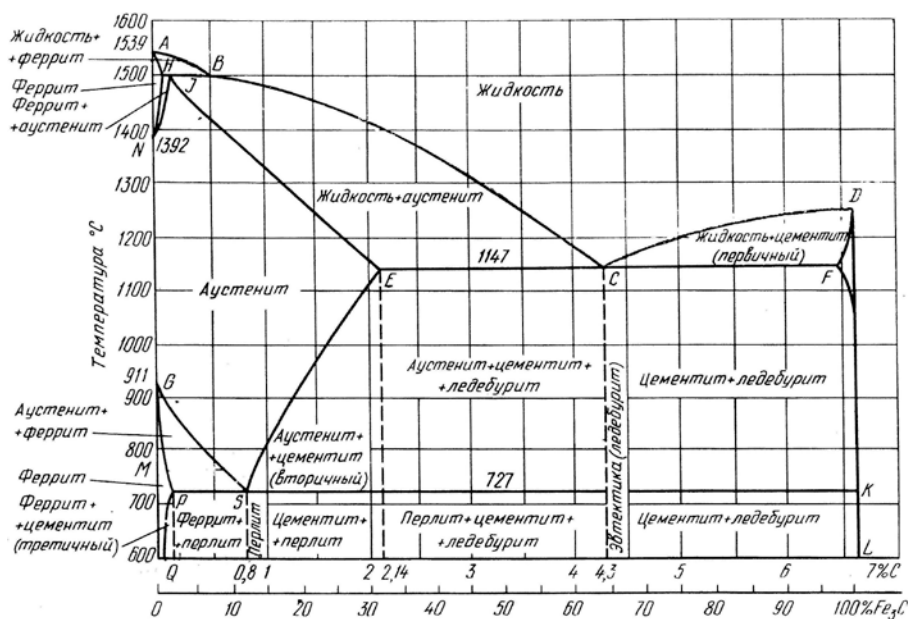 1600
1539
1500
1400
1392
1300
1200
1100
1000
911
900
800
700
600
Температура °С
Жидкость+
+феррит
Феррит
Феррит+
+аустенит
N
A
H
J
B
Жидкость
Жидкость+аустенит
D
Жидкость+цементит
(первичный)
1147
E
C
F
Аустенит
G
Аустенит+
+феррит
M
Феррит
Феррит+
+цементит
(третичный)
Аустенит+цементит+
+ледебурит
Цементит+ледебурит
Аустенит+
+цементит
(вторичный)
Эвтектика(ледебурит)
727
P
S
K
Феррит+
+перлит
Перлит
Цементит+
+перлит
Перлит+цементит+
+ледебурит
Цементит+ледебурит
L
Q 0,8 1 2 2,14 3 4 4,3 5 6 7%C
0 10 20 30 40 50 60 70 80 90 100%Fe3C